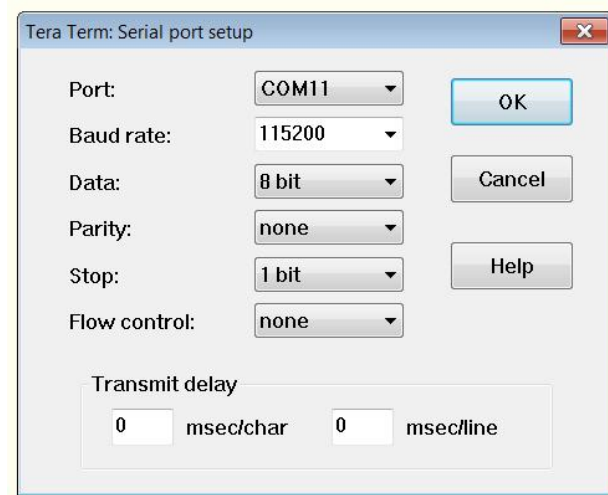 Tera Term: Serial port setup
Port: COM11 OK
Baud rate: 115200
Data: 8 bit Cancel
Parity: none
Stop: 1 bit Help
Flow control: none
Transmit delay
0 msec/char 0 msec/line